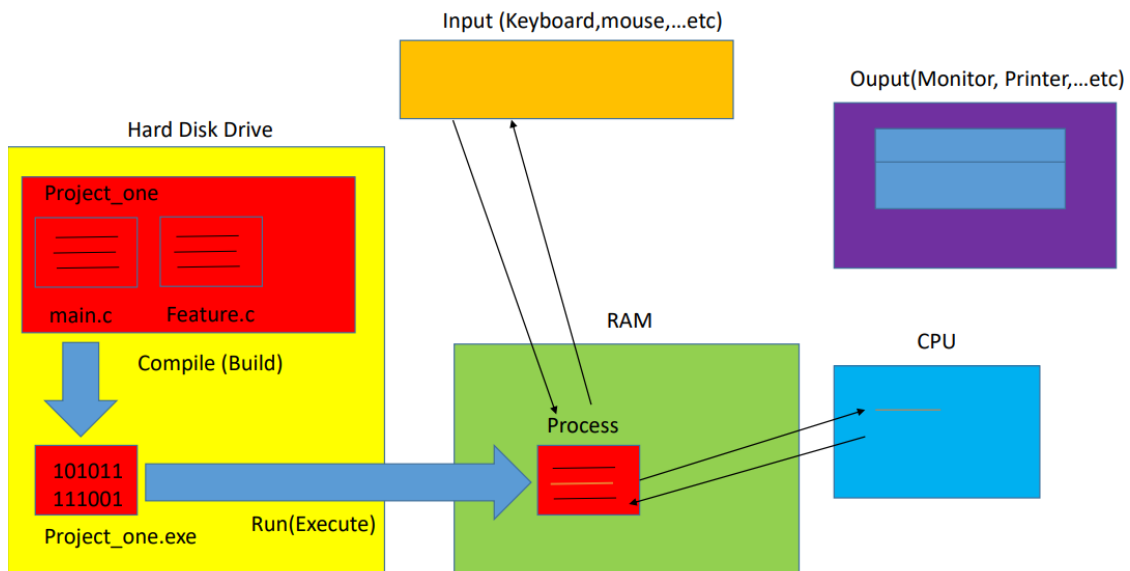 Input (Keyboard,mouse,...etc)
Ouput(Monitor, Printer,...etc)
Hard Disk Drive
Project_one
main.c
Feature.c
Compile (Build)
101011
111001
Project_one.exe
Run(Execute)
RAM
Process
CPU